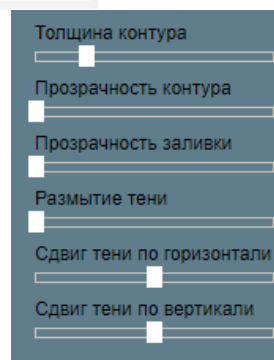 Толщина контура
Прозрачность контура
Прозрачность заливки
Размытие тени
Сдвиг тени по горизонтали
Сдвиг тени по вертикали